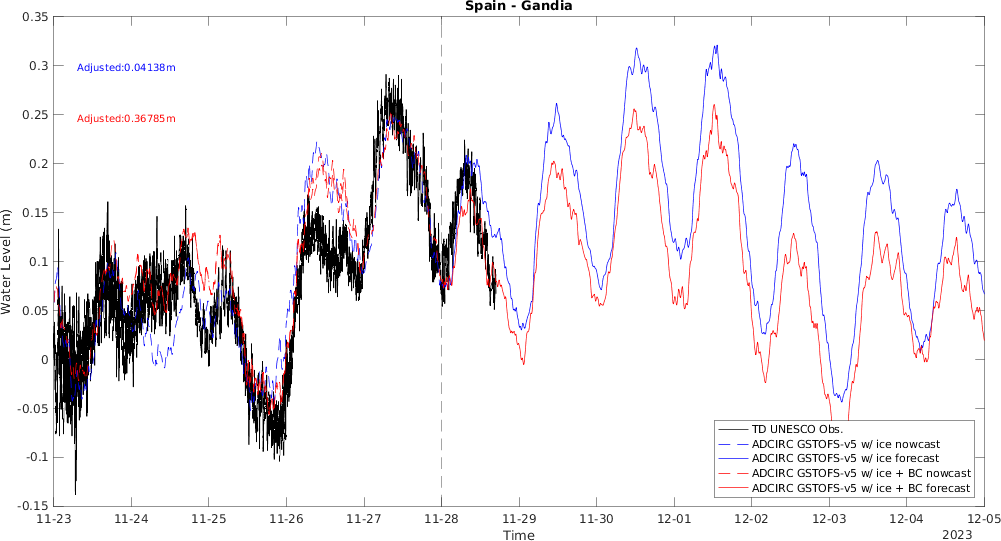 Spain - Gandia
0.35
0.3
0.25
0.2
0.15
0.1
0.05
0
-0.05
-0.1
-0.15
Water Level (m)
Adjusted:0.04138m
Adjusted:0.36785m
TD UNESCO Obs.
ADCIRC GSTOFS-v5 w/ ice nowcast
ADCIRC GSTOFS-v5 w/ ice forecast
ADCIRC GSTOFS-v5 w/ ice + BC nowcast
ADCIRC GSTOFS-v5 w/ ice + BC forecast
11-23 11-24 11-25 11-26 11-27 11-28 11-29 11-30 12-01 12-02 12-03 12-04 12-05
Time
2023